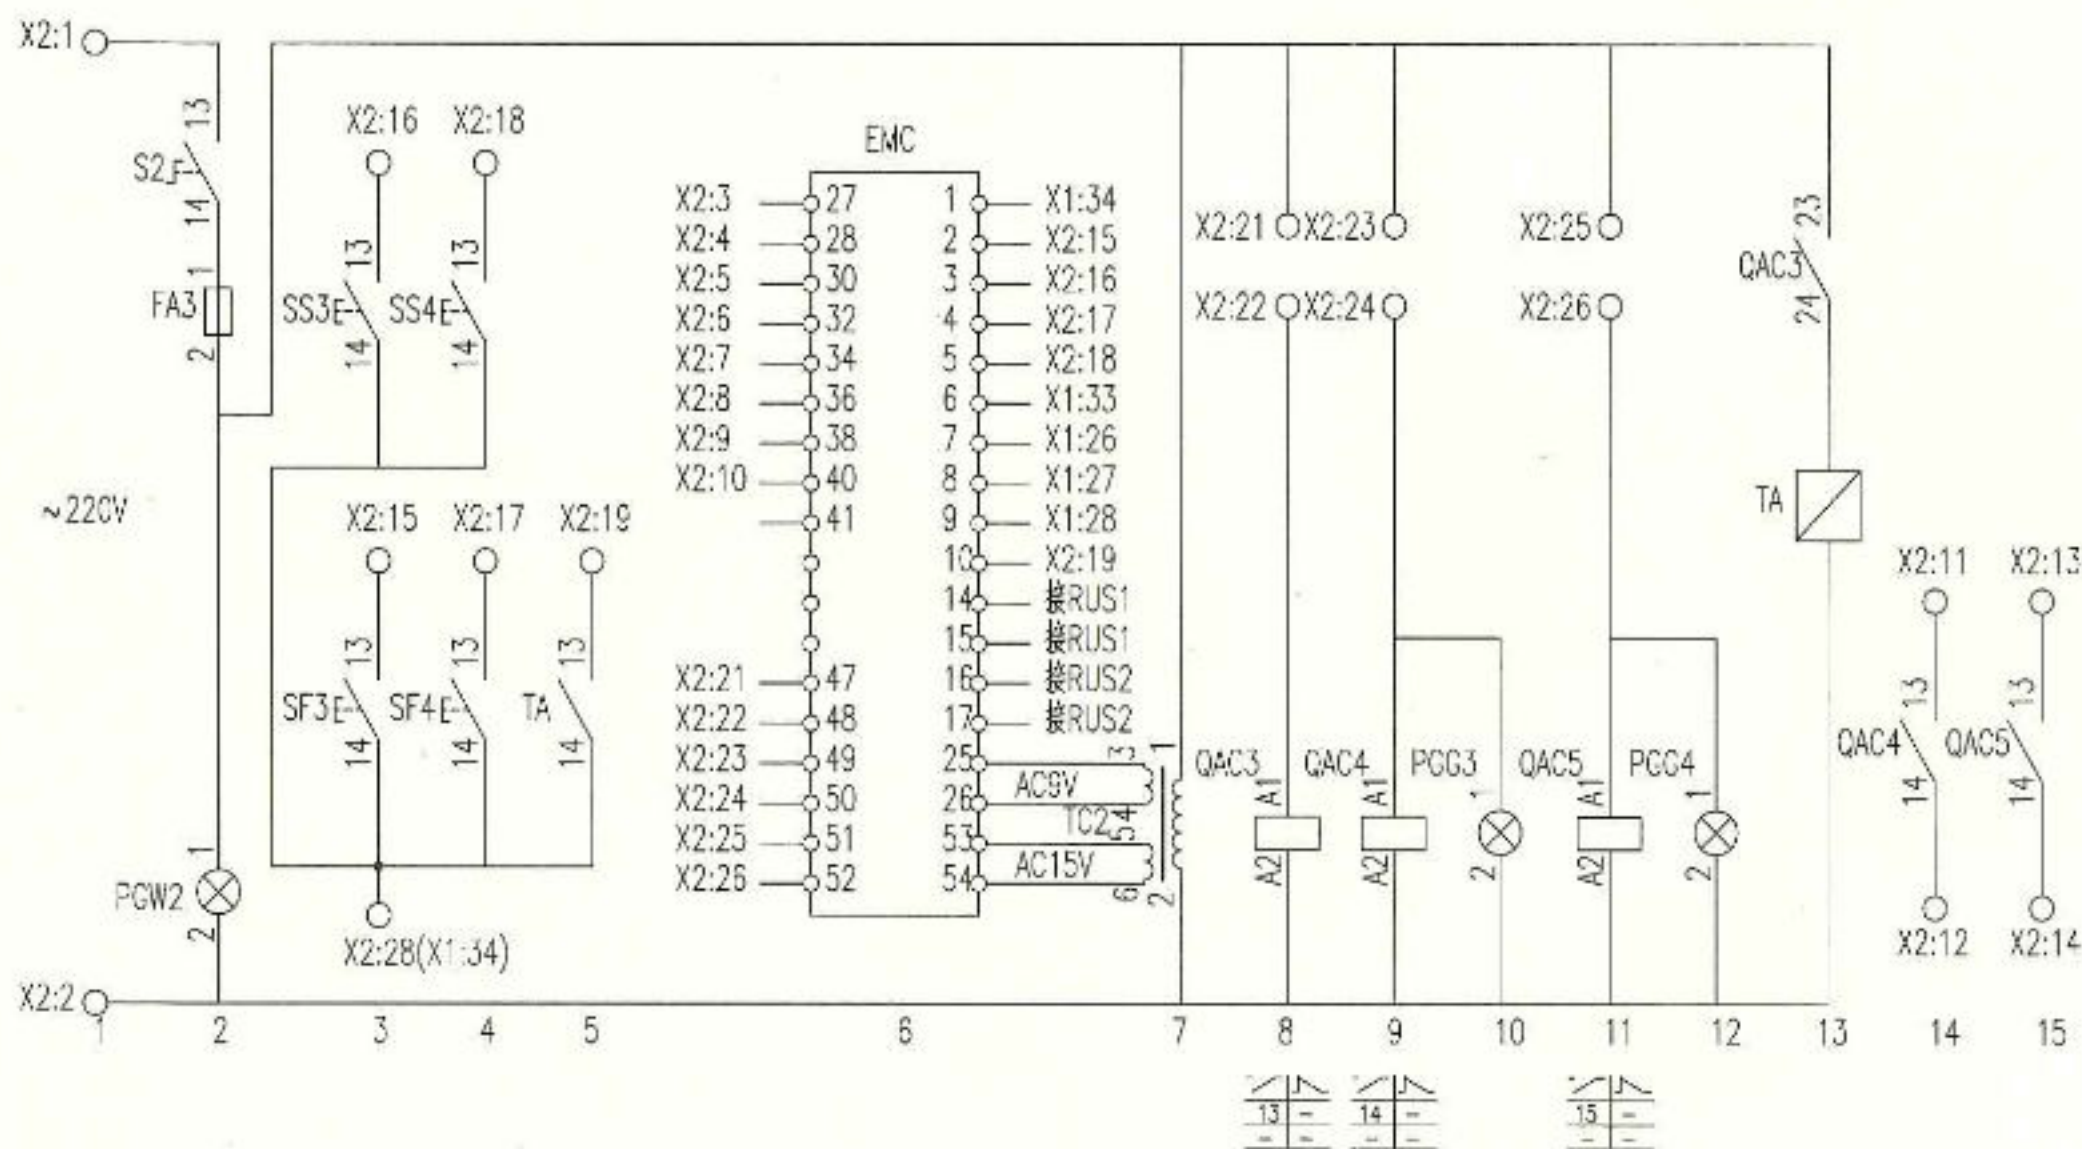 X2:1
13
S2
14
1
FA3
2
~220V
1
PGW2
2
X2:2
X2:16 X2:18
13 13
SS3 SS4
14 14
X2:15 X2:17 X2:19
13 13 13
SF3 SF4 TA
14 14 14
X2:28(X1:34)
EMC
X2:3 27 1 X1:34
X2:4 28 2 X2:15
X2:5 30 3 X2:16
X2:6 32 4 X2:17
X2:7 34 5 X2:18
X2:8 36 6 X1:33
X2:9 38 7 X1:26
X2:10 40 8 X1:27
41 9 X1:28
10 X2:19
14 接RUS1
15 接RUS1
16 接RUS2
17 接RUS2
X2:21 47
X2:22 48
X2:23 49 25
X2:24 50 26
X2:25 51 53
X2:26 52 54
AC9V
TC2
AC15V
3 1
4
5
6 2
X2:21 X2:23 X2:25
X2:22 X2:24 X2:26
23
QAC3
24
TA
QAC3 QAC4 PGG3 QAC5 PGG4
A1 A1 1 A1 1
A2 A2 2 A2 2
X2:11 X2:13
13 13
QAC4 QAC5
14 14
X2:12 X2:14
1 2 3 4 5 6 7 8 9 10 11 12 13 14 15
13 - 14 - 15 -
- - - - - -